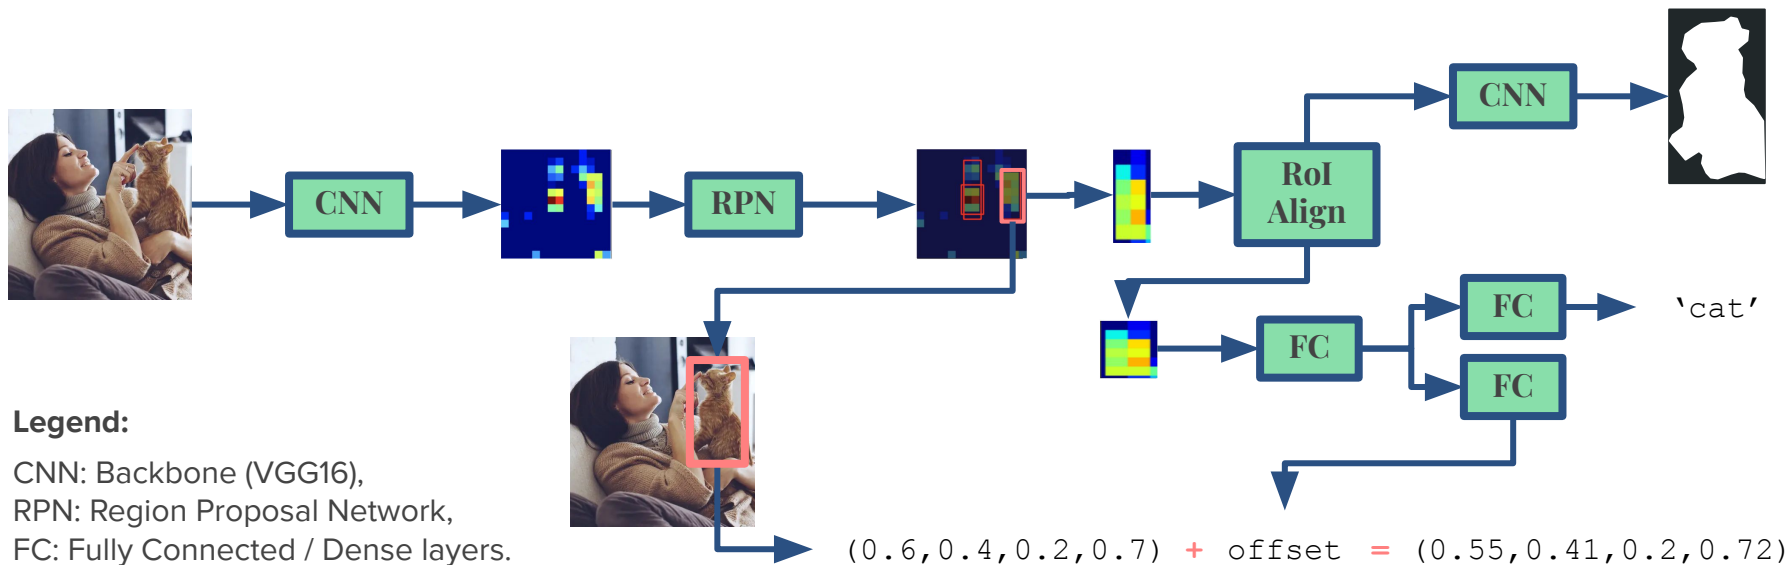 CNN
CNN
RPN
RoI
Align
FC
‘cat’
FC
FC
Legend:
CNN: Backbone (VGG16),
RPN: Region Proposal Network,
FC: Fully Connected / Dense layers.
(0.6,0.4,0.2,0.7) + offset = (0.55,0.41,0.2,0.72)